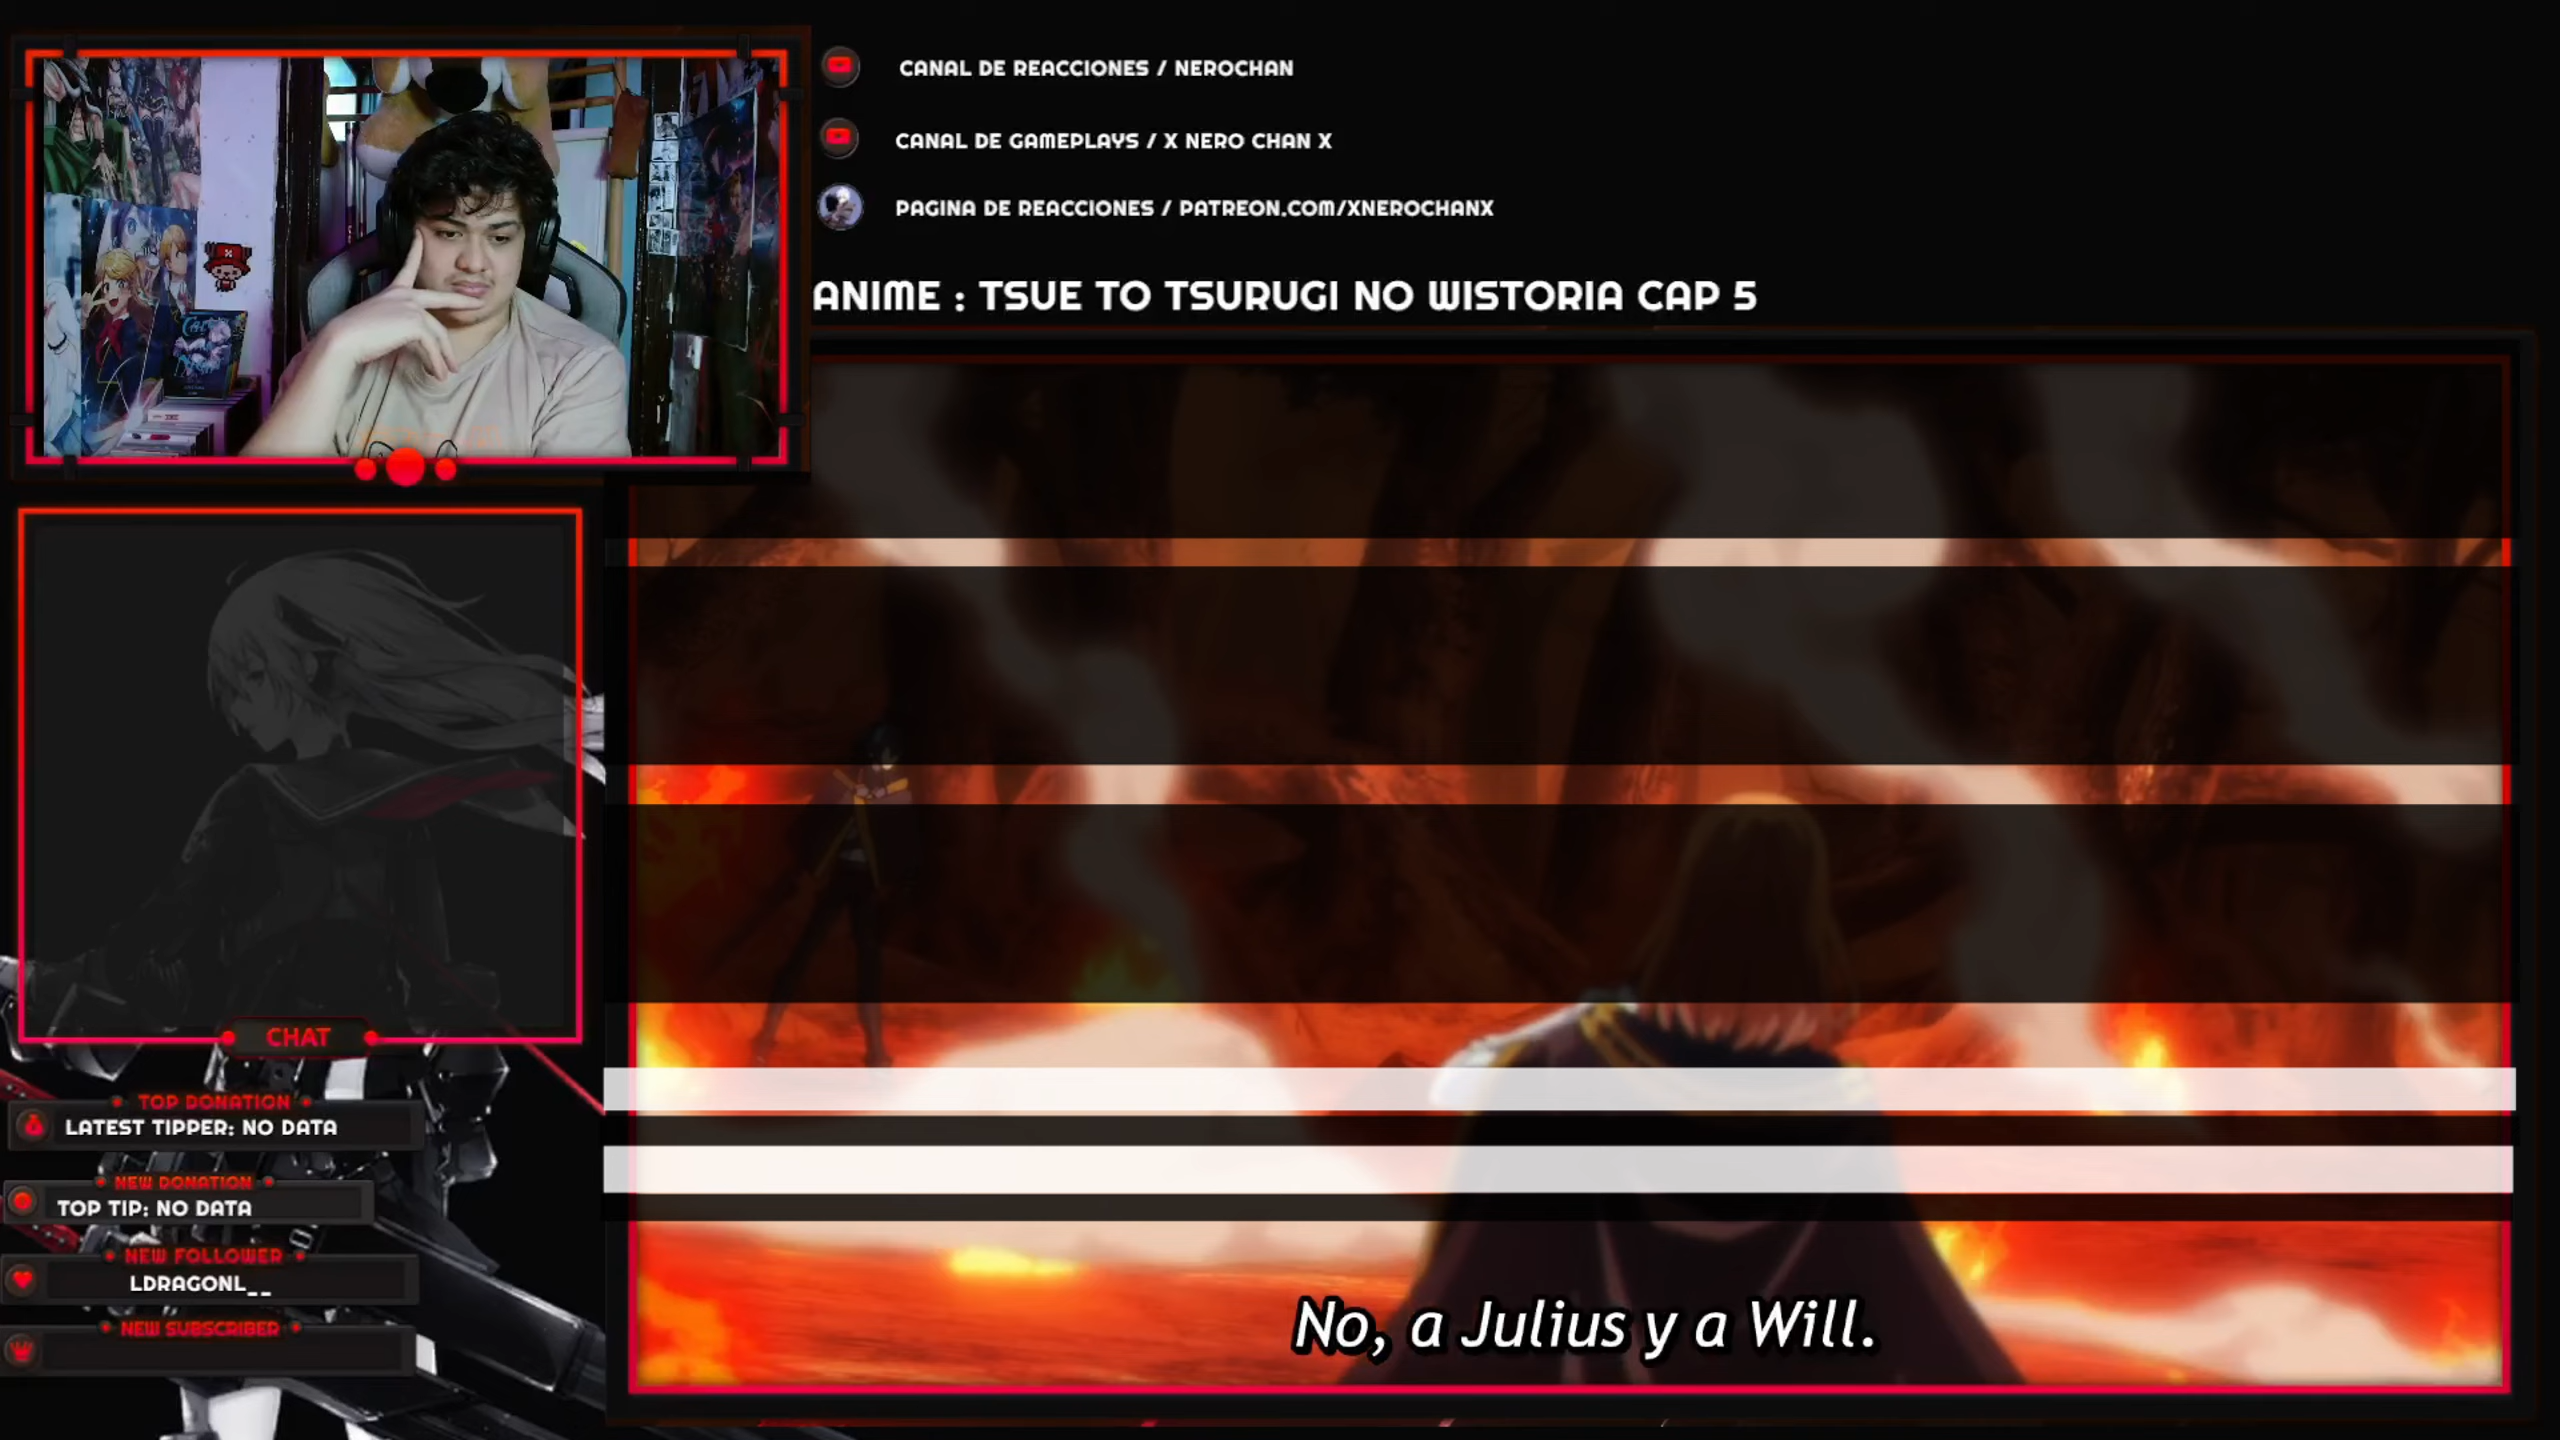 CANAL DE REACCIONES / NEROCHAN
CANAL DE GAMEPLAYS / X NERO CHAN X
PAGINA DE REACCIONES / PATREON.COM/XNEROCHANX
ANIME : TSUE TO TSURUGI NO WISTORIA CAP 5
CHAT
TOP DONATION
LATEST TIPPER: NO DATA
NEW DONATION
TOP TIP: NO DATA
NEW FOLLOWER
LDRAGONL__
NEW SUBSCRIBER
No, a Julius y a Will.